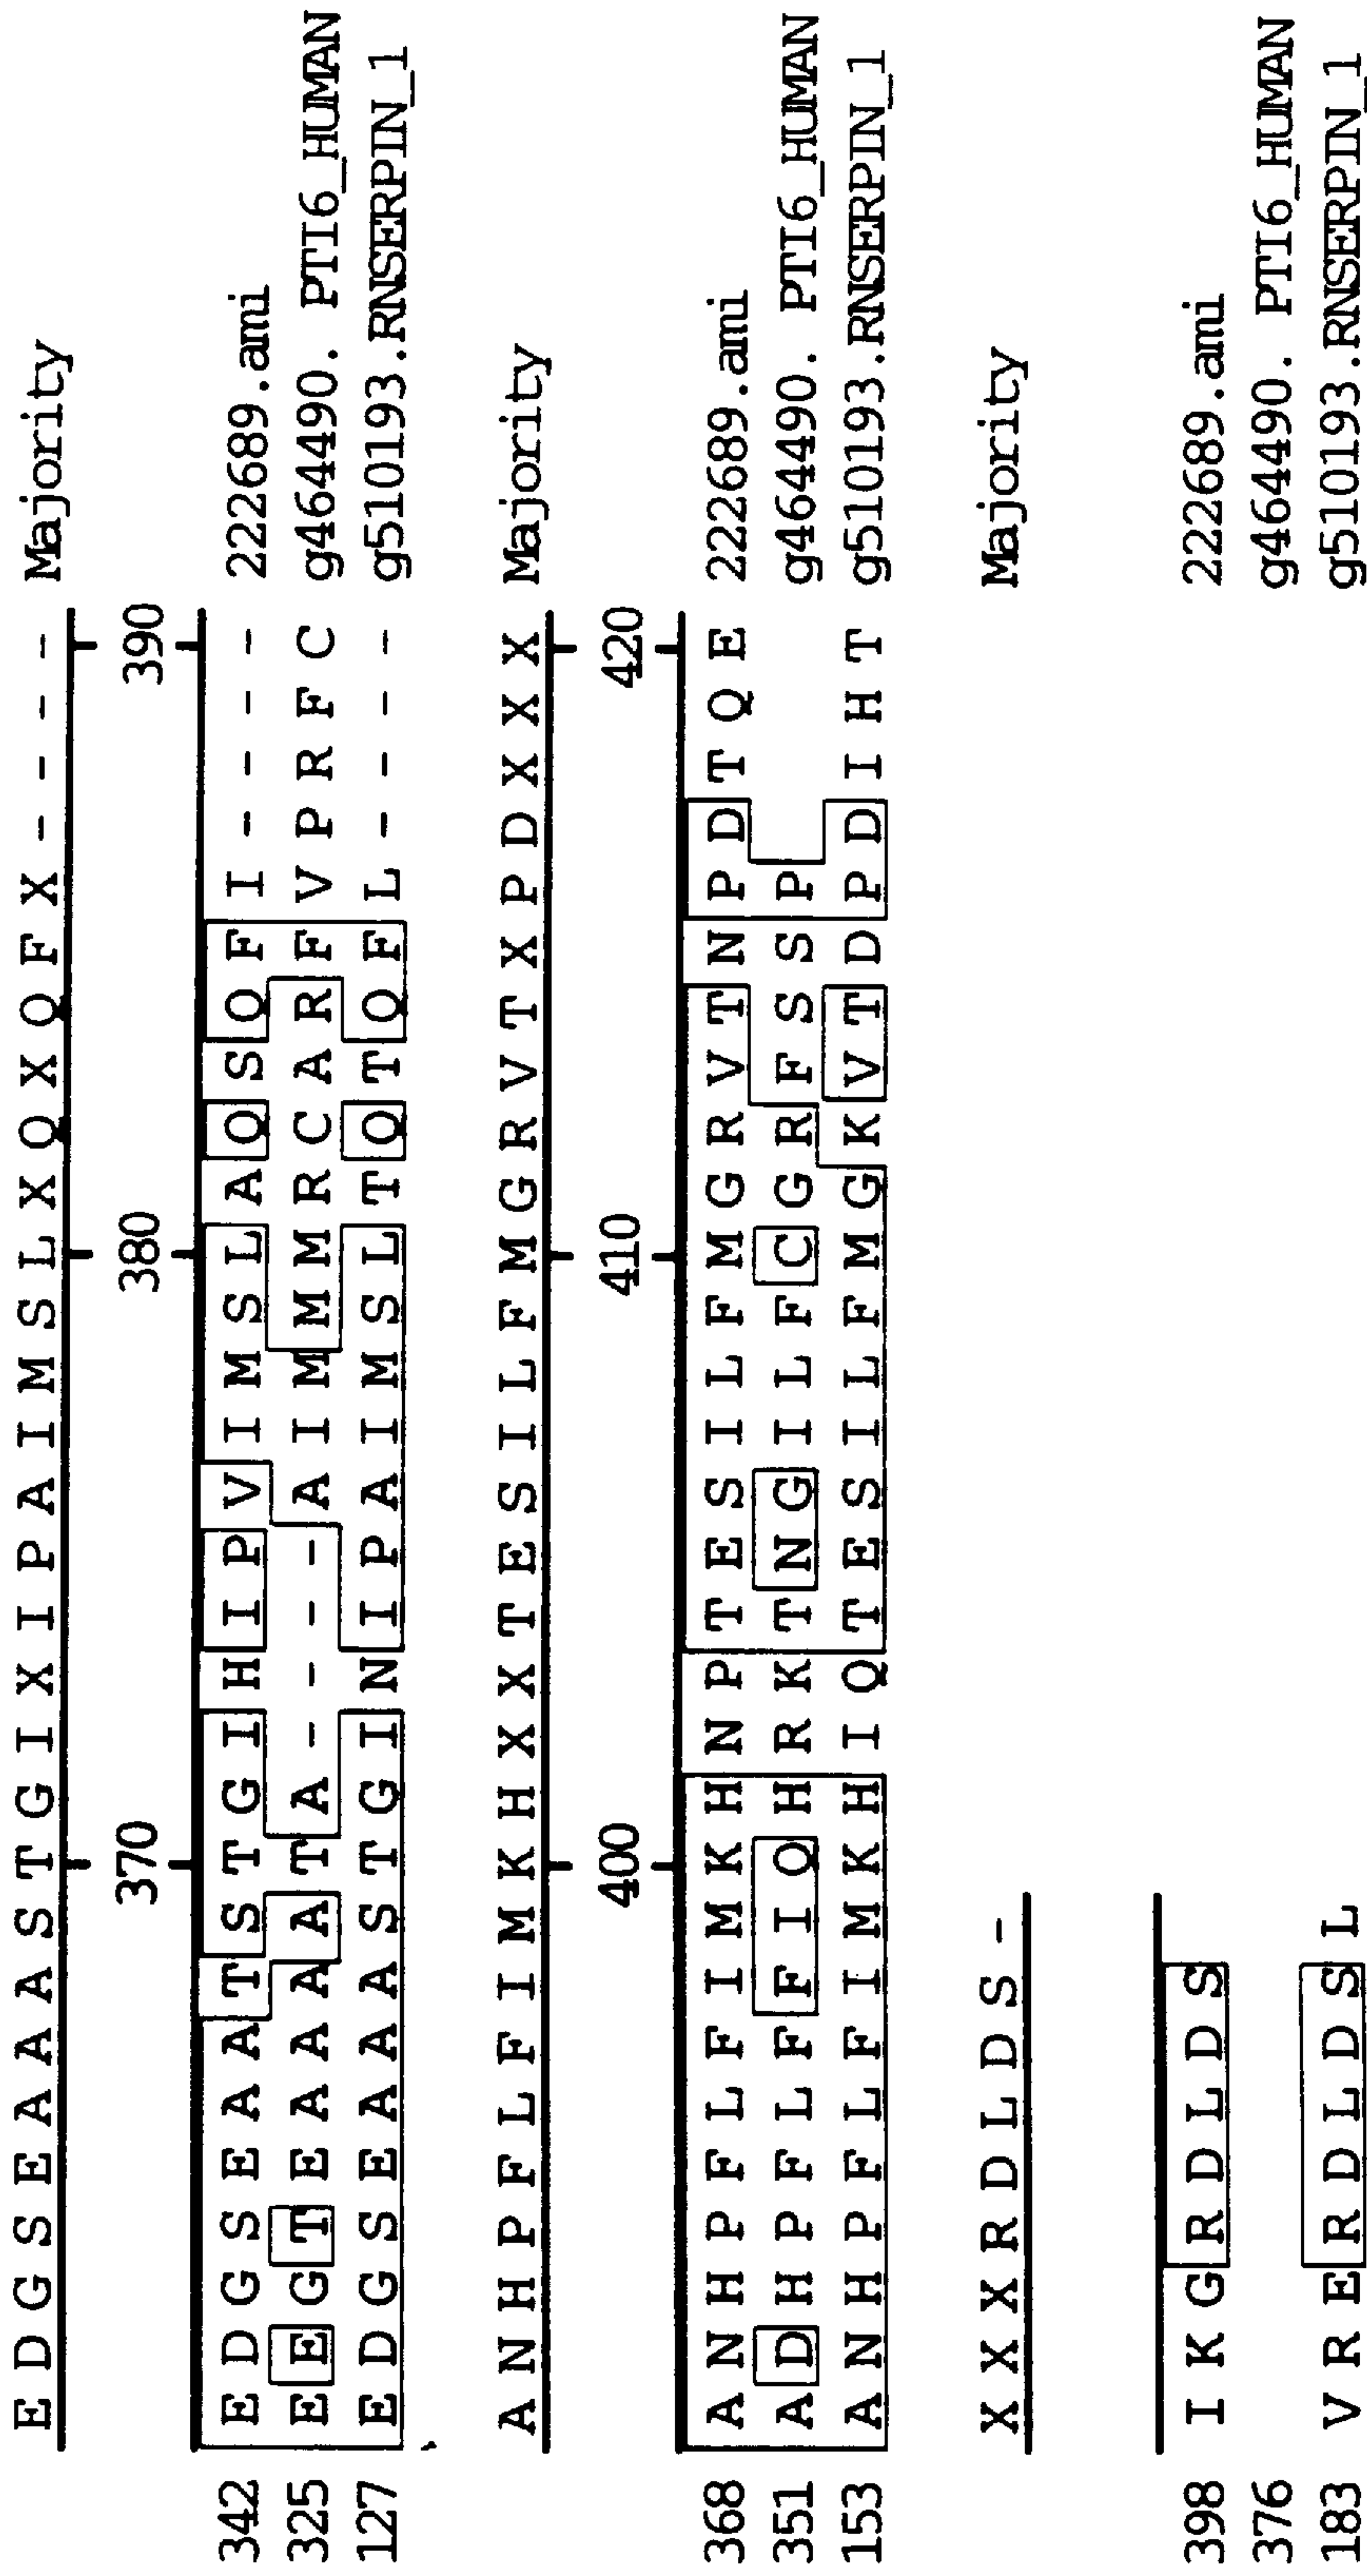 E D G S E A A A S T G I X I P A I M S L X Q X Q F X - - - - Majority
370 380 390
342 E D G S E A A T S T G I H I P V I M S L A Q S Q F I - - - - 222689.ami
325 E E G T E A A A A T A - - - - A I M M M R C A R F V P R F C g464490. PTI6_HUMAN
127 E D G S E A A A S T G I N I P A I M S L T Q T Q F L - - - - g510193.RNSERPIN_1
A N H P F L F I M K H X X T E S I L F M G R V T X P D X X X Majority
400 410 420
368 A N H P F L F I M K H N P T E S I L F M G R V T N P D T Q E 222689.ami
351 A D H P F L F F I Q H R K T N G I L F C G R F S S P g464490. PTI6_HUMAN
153 A N H P F L F I M K H I Q T E S I L F M G K V T D P D I H T g510193.RNSERPIN_1
X X X R D L D S - Majority
398 I K G R D L D S 222689.ami
376 g464490. PTI6_HUMAN
183 V R E R D L D S L g510193.RNSERPIN_1